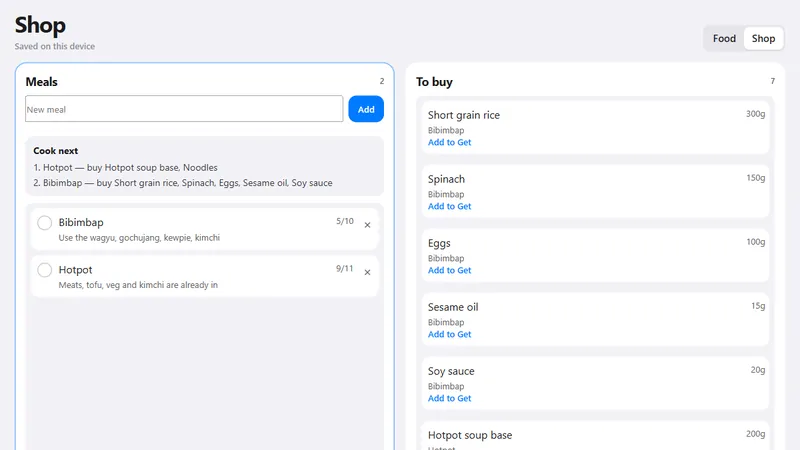 Shop
Saved on this device
Food
Shop
Meals
2
New meal
Add
Cook next
1. Hotpot — buy Hotpot soup base, Noodles
2. Bibimbap — buy Short grain rice, Spinach, Eggs, Sesame oil, Soy sauce
Bibimbap
5/10
×
Use the wagyu, gochujang, kewpie, kimchi
Hotpot
9/11
×
Meats, tofu, veg and kimchi are already in
To buy
7
Short grain rice
300g
Bibimbap
Add to Get
Spinach
150g
Bibimbap
Add to Get
Eggs
100g
Bibimbap
Add to Get
Sesame oil
15g
Bibimbap
Add to Get
Soy sauce
20g
Bibimbap
Add to Get
Hotpot soup base
200g
Hotpot